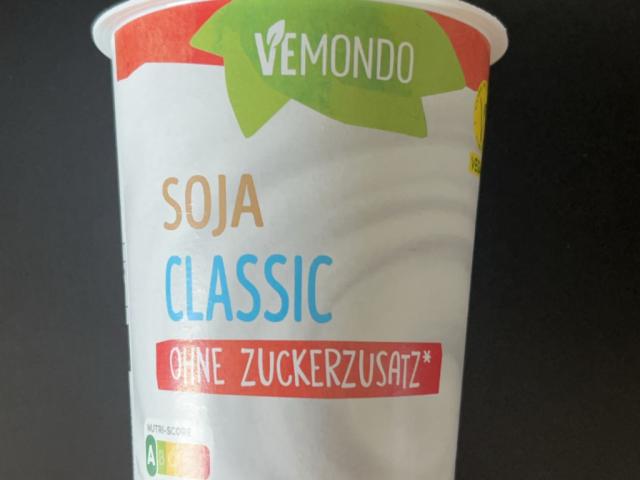 VEMONDO
SOJA
CLASSIC
OHNE ZUCKERZUSATZ*
NUTRI-SCORE
A B